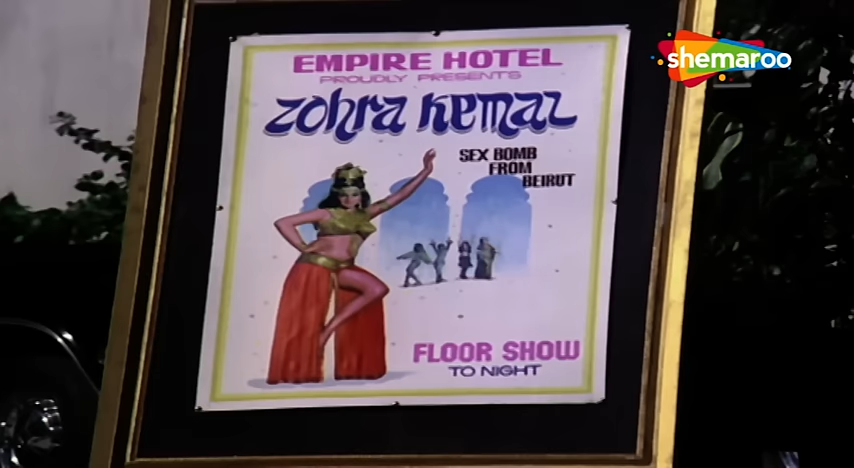 EMPIRE HOTEL
PROUDLY PRESENTS
ZOHRA KEMAL
SEX BOMB
FROM
BEIRUT
FLOOR SHOW
TO NIGHT
shemaroo